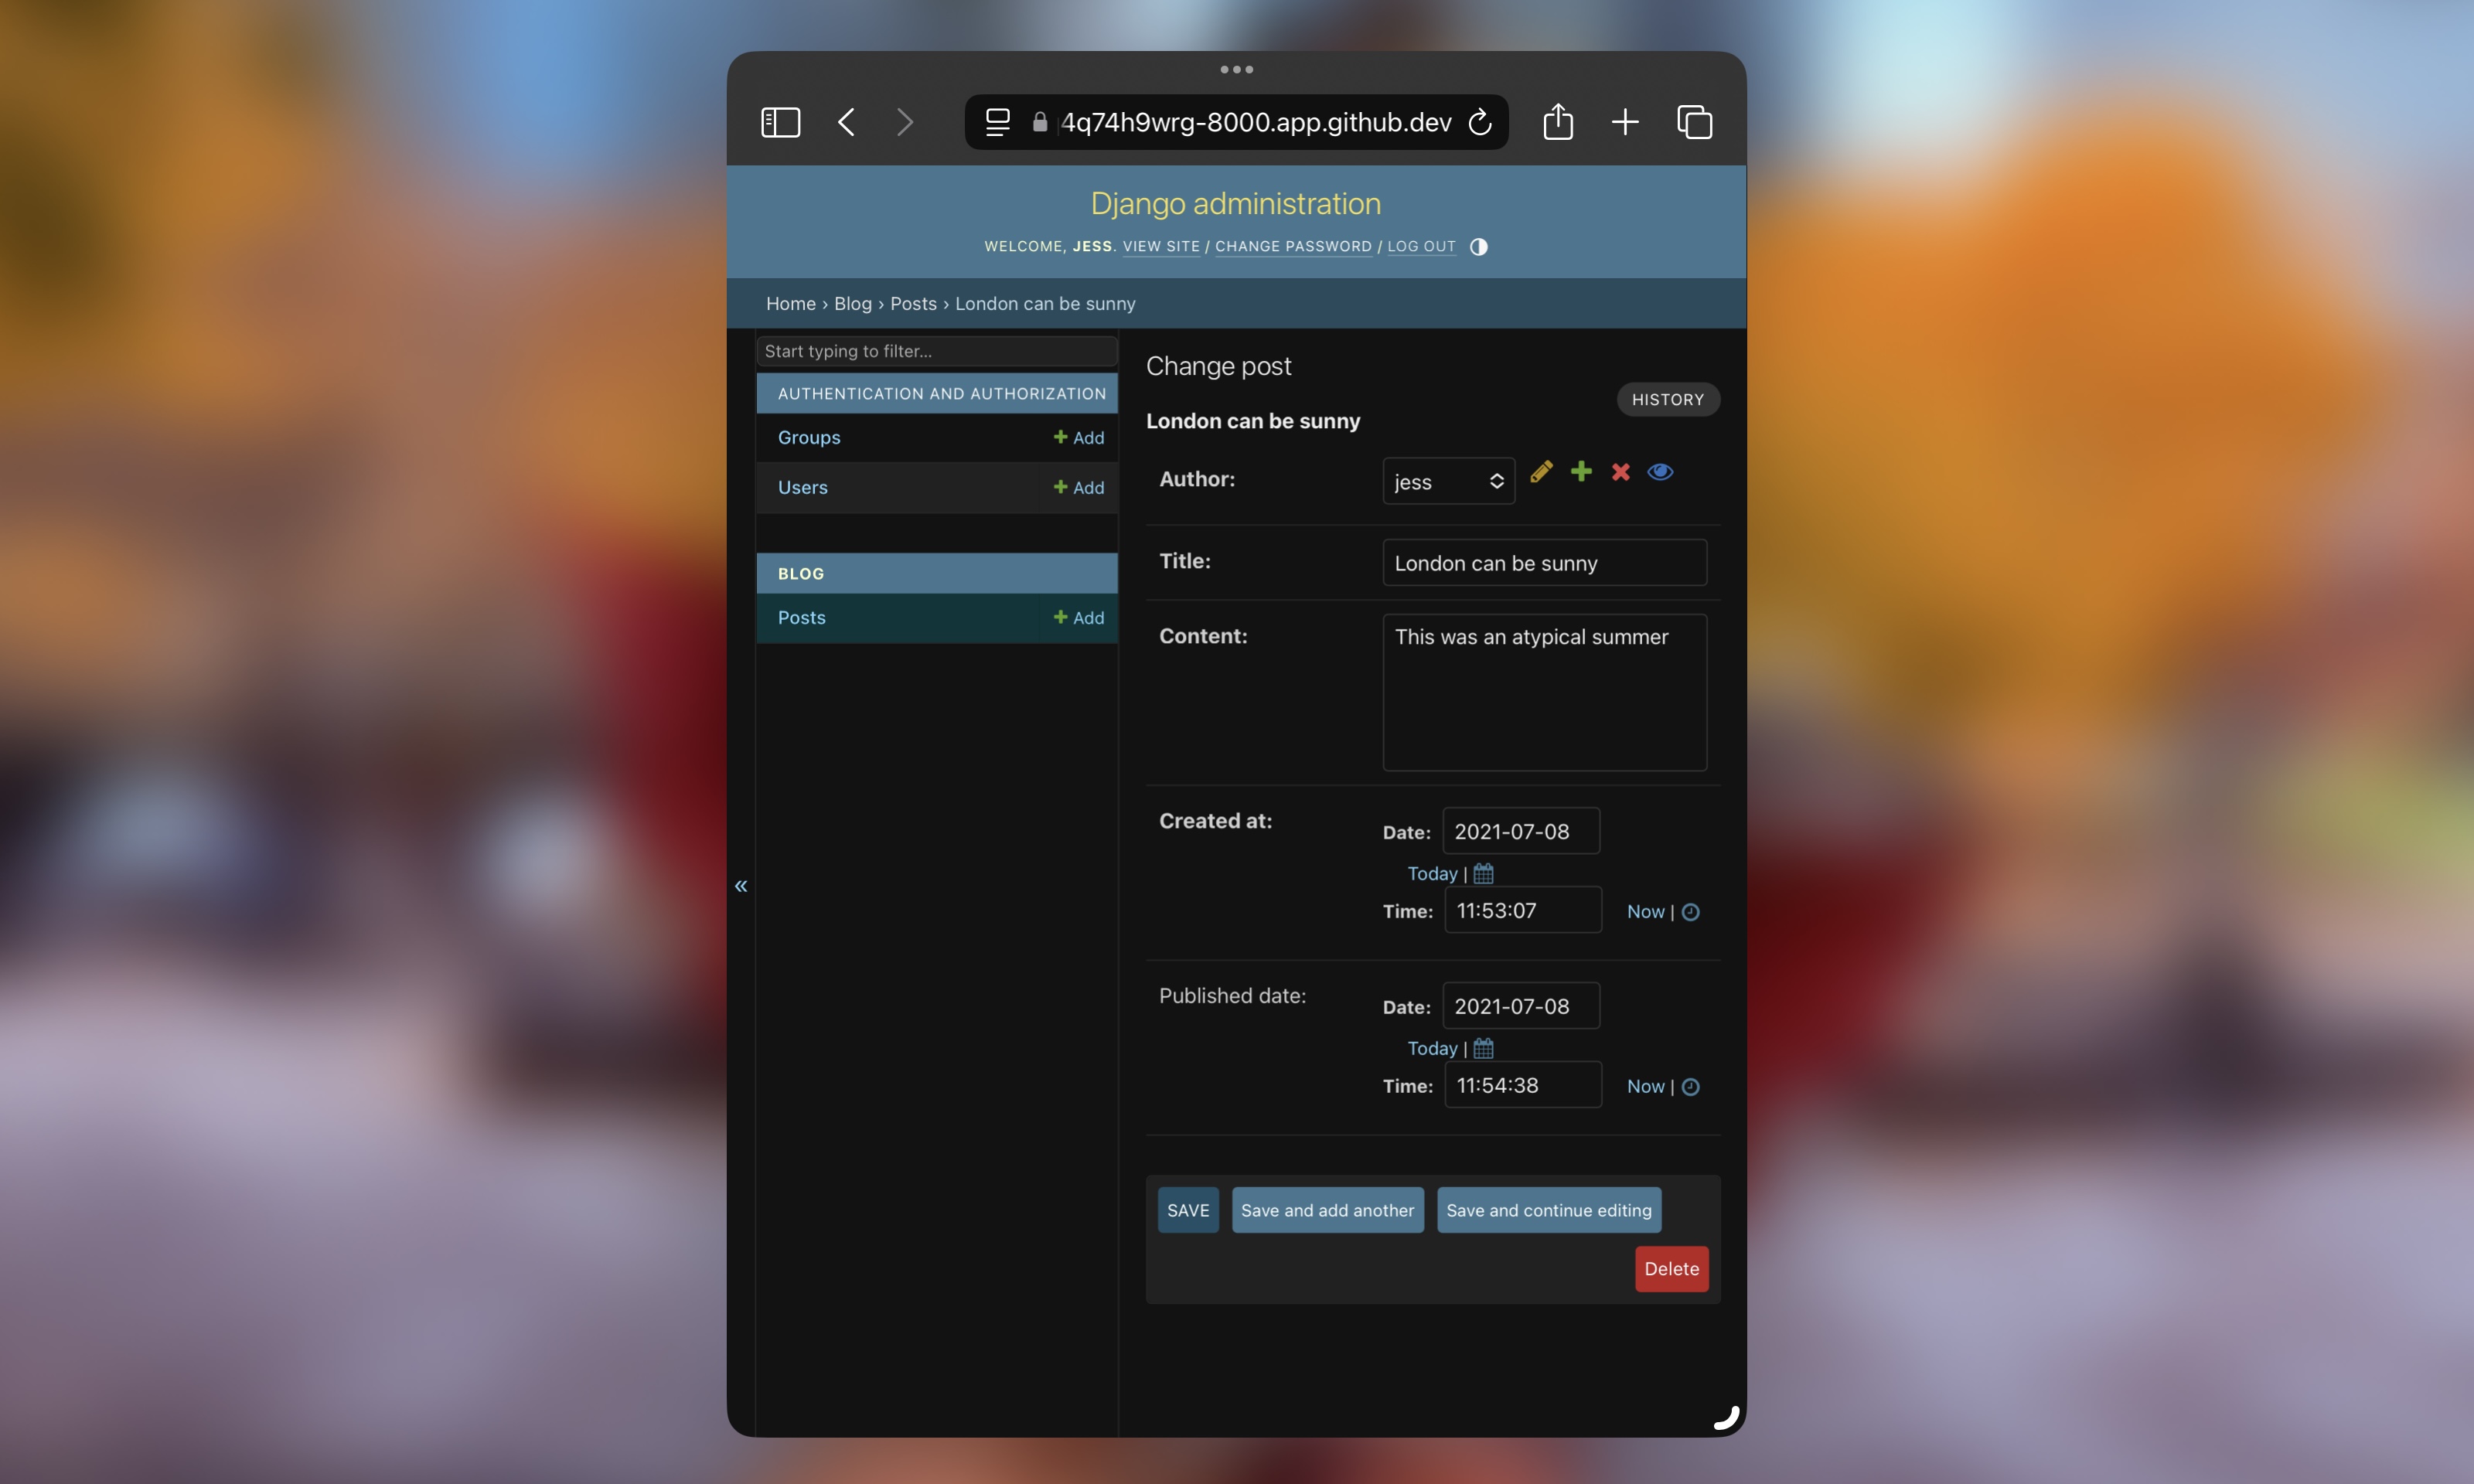 4q74h9wrg-8000.app.github.dev
Django administration
WELCOME, JESS. VIEW SITE / CHANGE PASSWORD / LOG OUT
Home › Blog › Posts › London can be sunny
Start typing to filter...
AUTHENTICATION AND AUTHORIZATION
Groups + Add
Users + Add
BLOG
Posts + Add
Change post
HISTORY
London can be sunny
Author: jess
Title: London can be sunny
Content: This was an atypical summer
Created at: Date: 2021-07-08
Today |
Time: 11:53:07 Now |
Published date: Date: 2021-07-08
Today |
Time: 11:54:38 Now |
SAVE Save and add another Save and continue editing
Delete
«